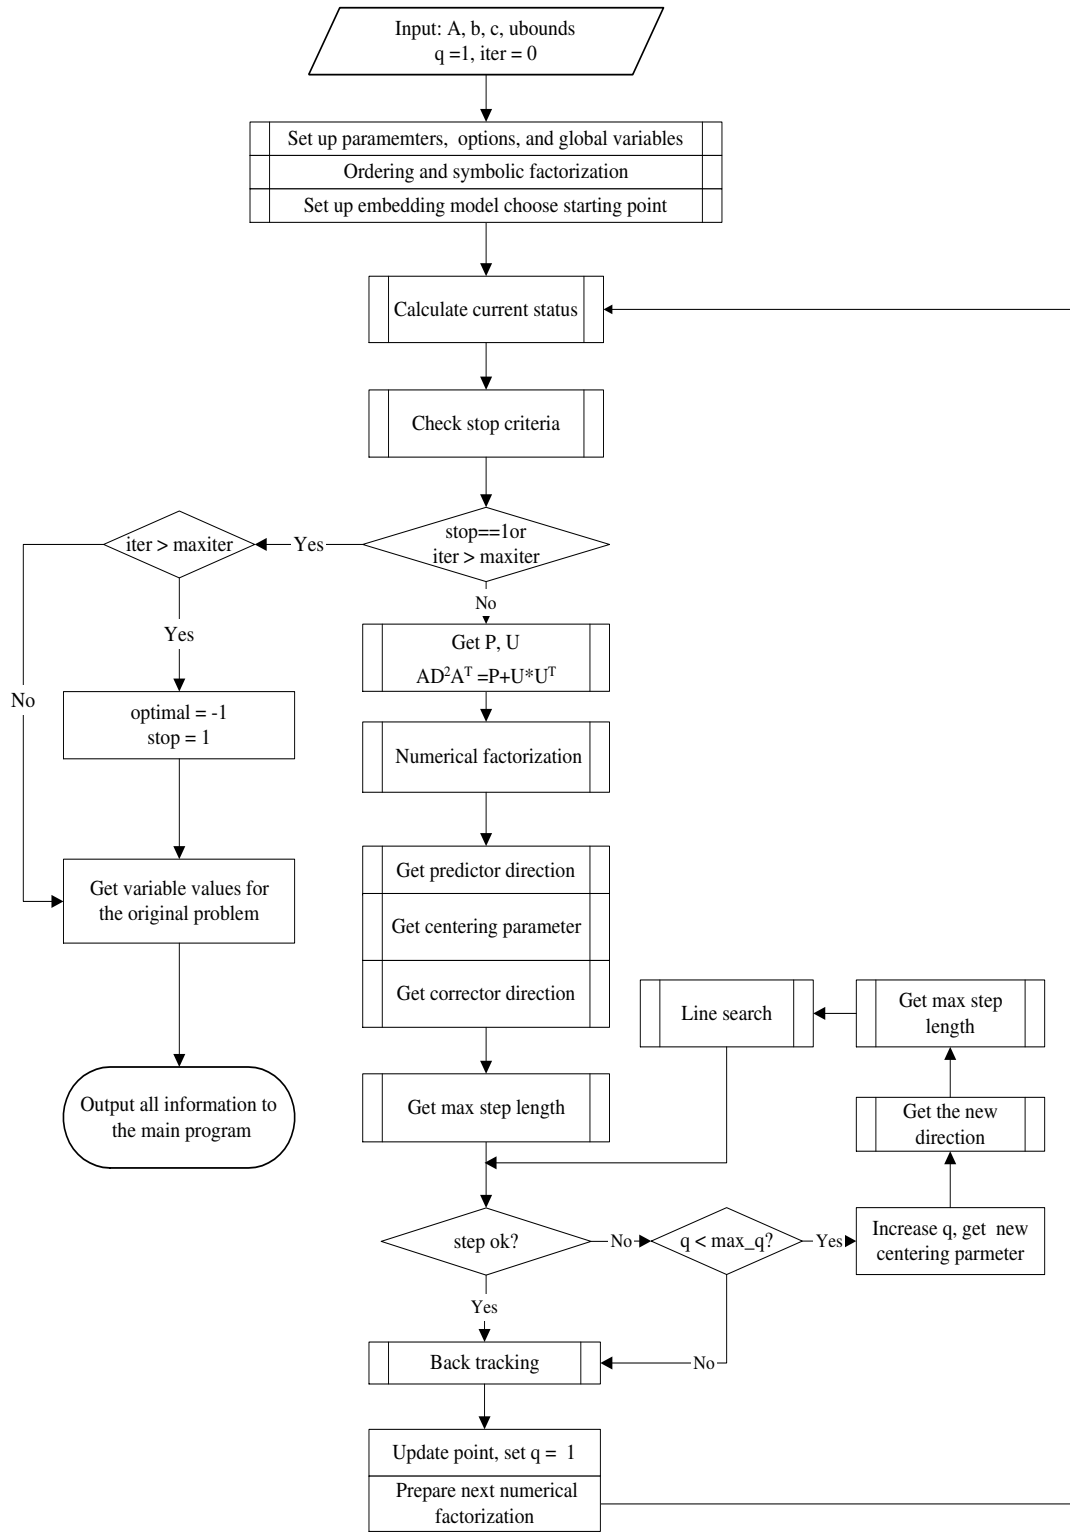 Input: A, b, c, ubounds
q =1, iter = 0
Set up paramemters, options, and global variables
Ordering and symbolic factorization
Set up embedding model choose starting point
Calculate current status
Check stop criteria
stop==1or
iter > maxiter
Yes
iter > maxiter
No
Yes
No
Get P, U
AD²Aᵀ =P+U*Uᵀ
optimal = -1
stop = 1
Numerical factorization
Get variable values for
the original problem
Get predictor direction
Get centering parameter
Get corrector direction
Line search
Get max step
length
Get max step length
Output all information to
the main program
Get the new
direction
step ok?
No
q < max_q?
Yes
Increase q, get new
centering parmeter
Yes
Back tracking
No
Update point, set q = 1
Prepare next numerical
factorization